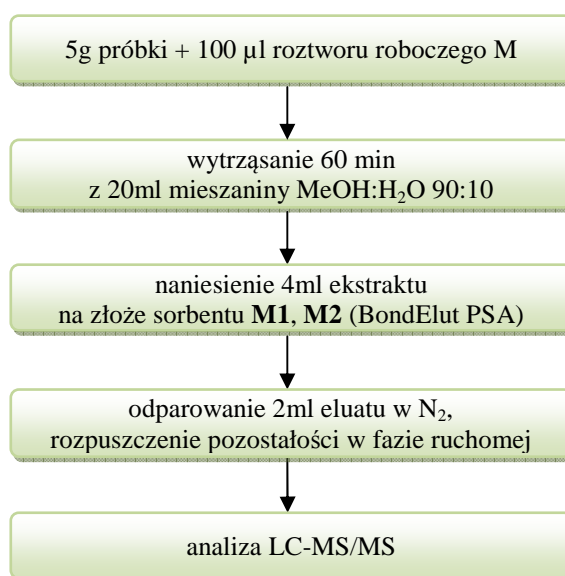 5g próbki + 100 µl roztworu roboczego M
wytrząsanie 60 min
z 20ml mieszaniny MeOH:H₂O 90:10
naniesienie 4ml ekstraktu
na złoże sorbentu M1, M2 (BondElut PSA)
odparowanie 2ml eluatu w N₂,
rozpuszczenie pozostałości w fazie ruchomej
analiza LC-MS/MS